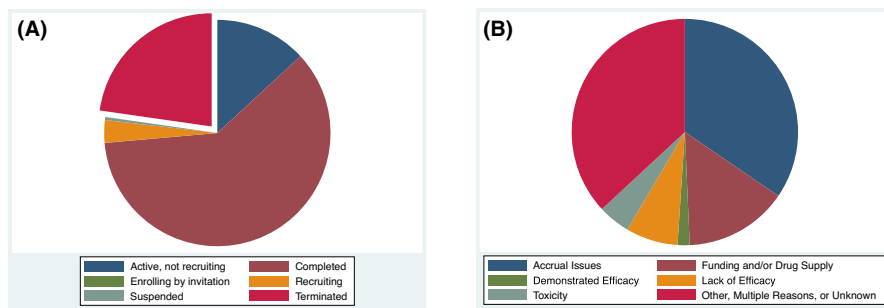 (A)
Active, not recruiting Completed
Enrolling by invitation Recruiting
Suspended Terminated
(B)
Accrual Issues Funding and/or Drug Supply
Demonstrated Efficacy Lack of Efficacy
Toxicity Other, Multiple Reasons, or Unknown